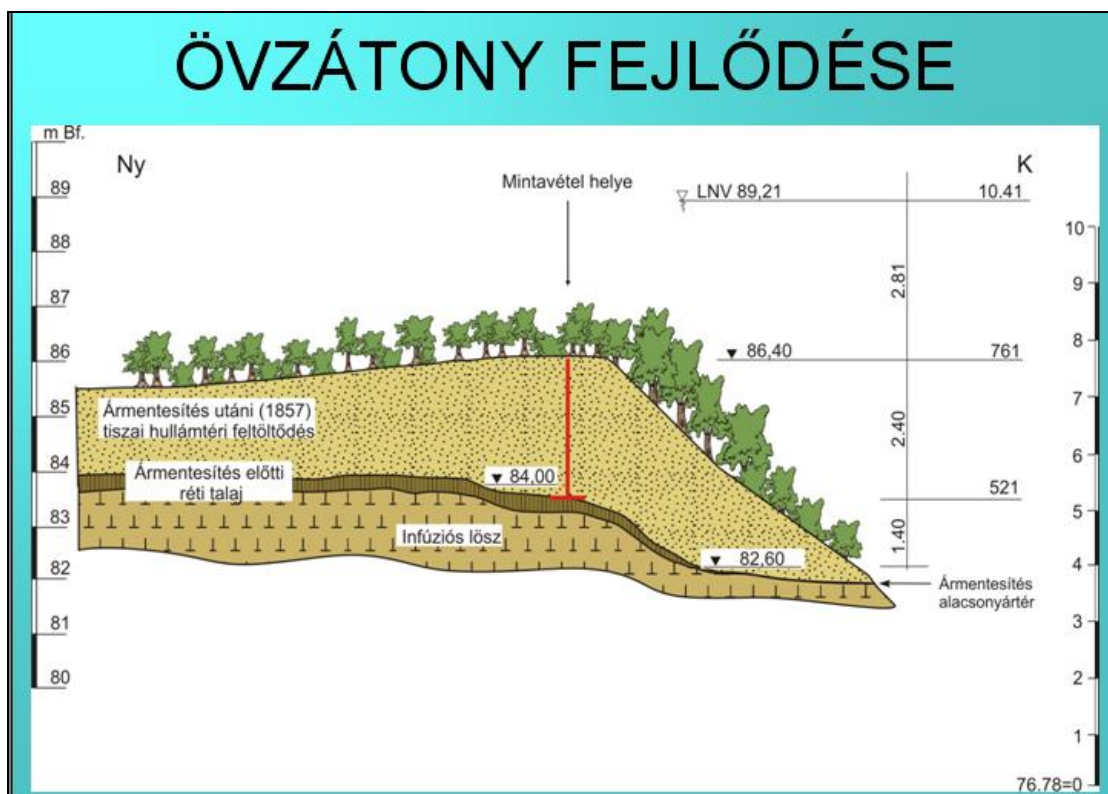 ÖVZÁTONY FEJLŐDÉSE
m Bf.
Ny
K
Mintavétel helye
LNV 89,21
10.41
89
88
87
86
85
84
83
82
81
80
2.81
86,40
761
2.40
Ármentesítés utáni (1857)
tiszai hullámtéri feltöltődés
Ármentesítés előtti
réti talaj
84,00
521
Infúziós lösz
1.40
82,60
Ármentesítés
alacsonyártér
10
9
8
7
6
5
4
3
2
1
76.78=0